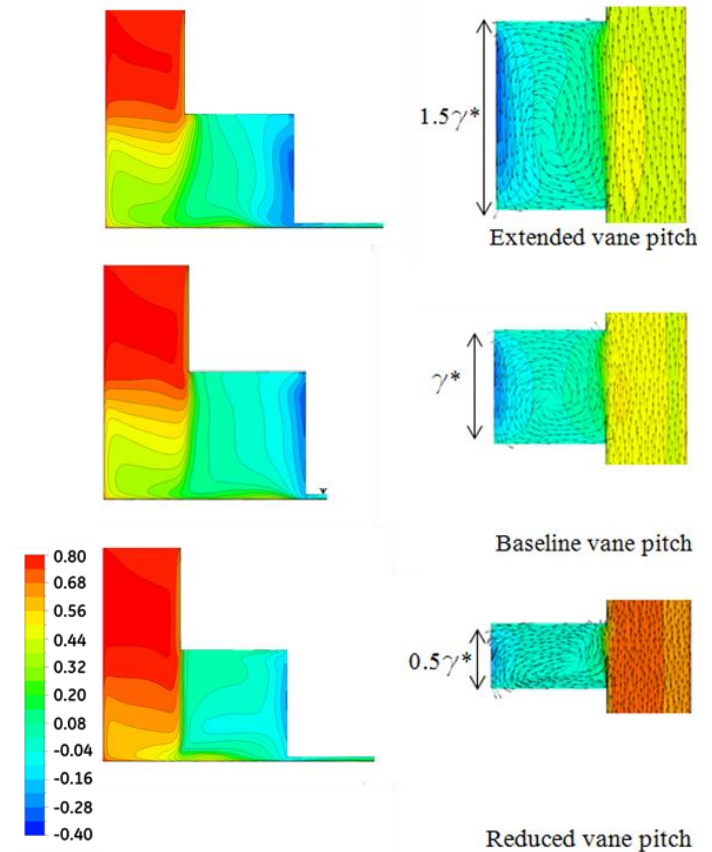 1.5γ*
Extended vane pitch
γ*
Baseline vane pitch
0.80
0.68
0.56
0.44
0.32
0.20
0.08
-0.04
-0.16
-0.28
-0.40
0.5γ*
Reduced vane pitch